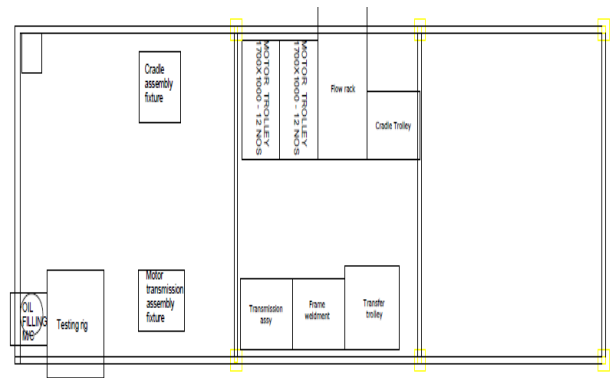 Cradle
assembly
fixture
MOTOR TROLLEY
1700X1000 - 12 NOS
MOTOR TROLLEY
1700X1000 - 12 NOS
Flow rack
Cradle Trolley
OIL
FILLING
M/C
Testing rig
Motor
transmission
assembly
fixture
Transmission
assy
Frame
weldment
Transfer
trolley